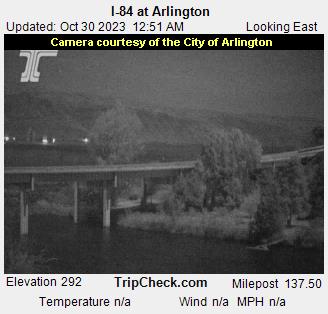 I-84 at Arlington
Updated: Oct 30 2023 12:51 AM Looking East
Camera courtesy of the City of Arlington
Elevation 292 TripCheck.com Milepost 137.50
Temperature n/a Wind n/a MPH n/a